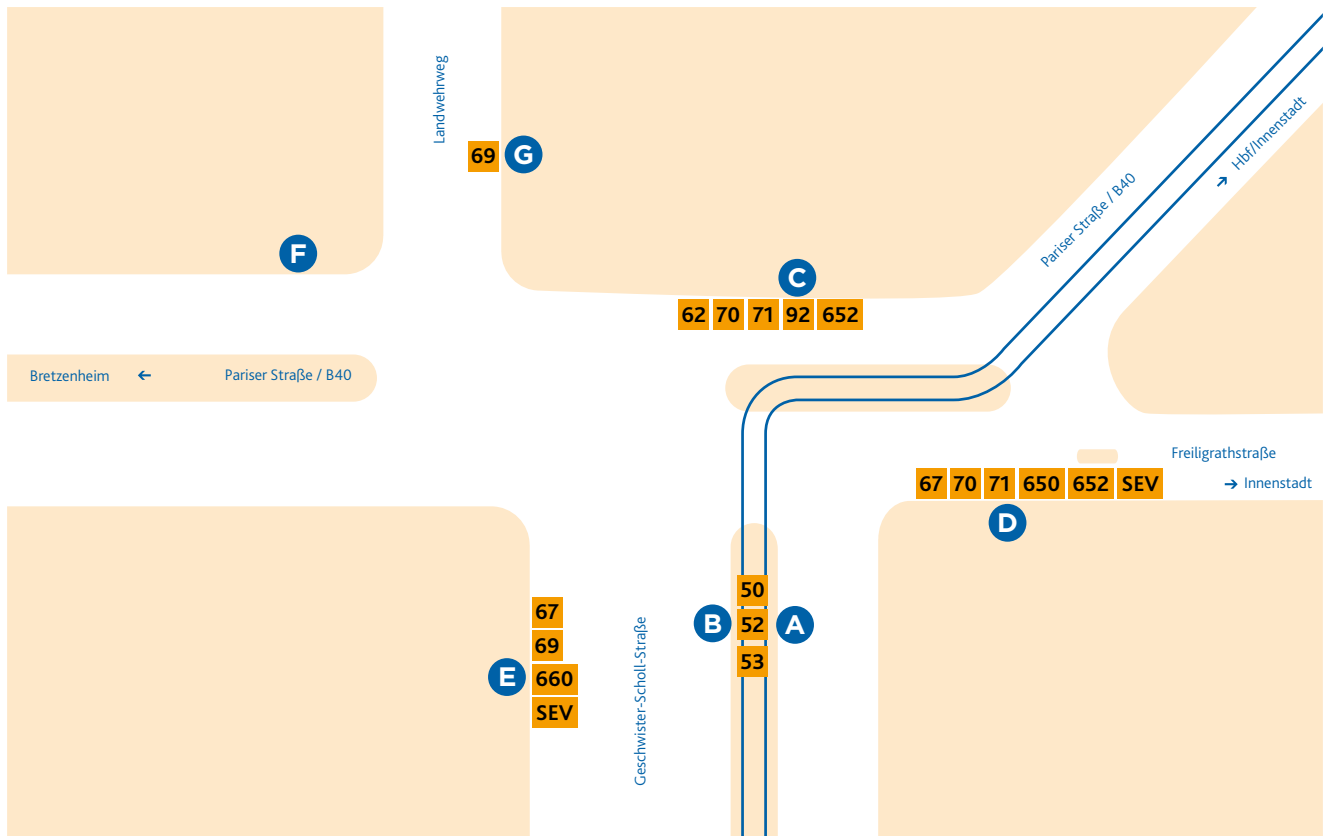 Landwehrweg
69 G
F
Pariser Straße / B40
Hbf/Innenstadt
C
62 70 71 92 652
Bretzenheim ← Pariser Straße / B40
Freiligrathstraße
→ Innenstadt
67 70 71 650 652 SEV
D
50
B 52 A
53
67
69
E 660
SEV
Geschwister-Scholl-Straße